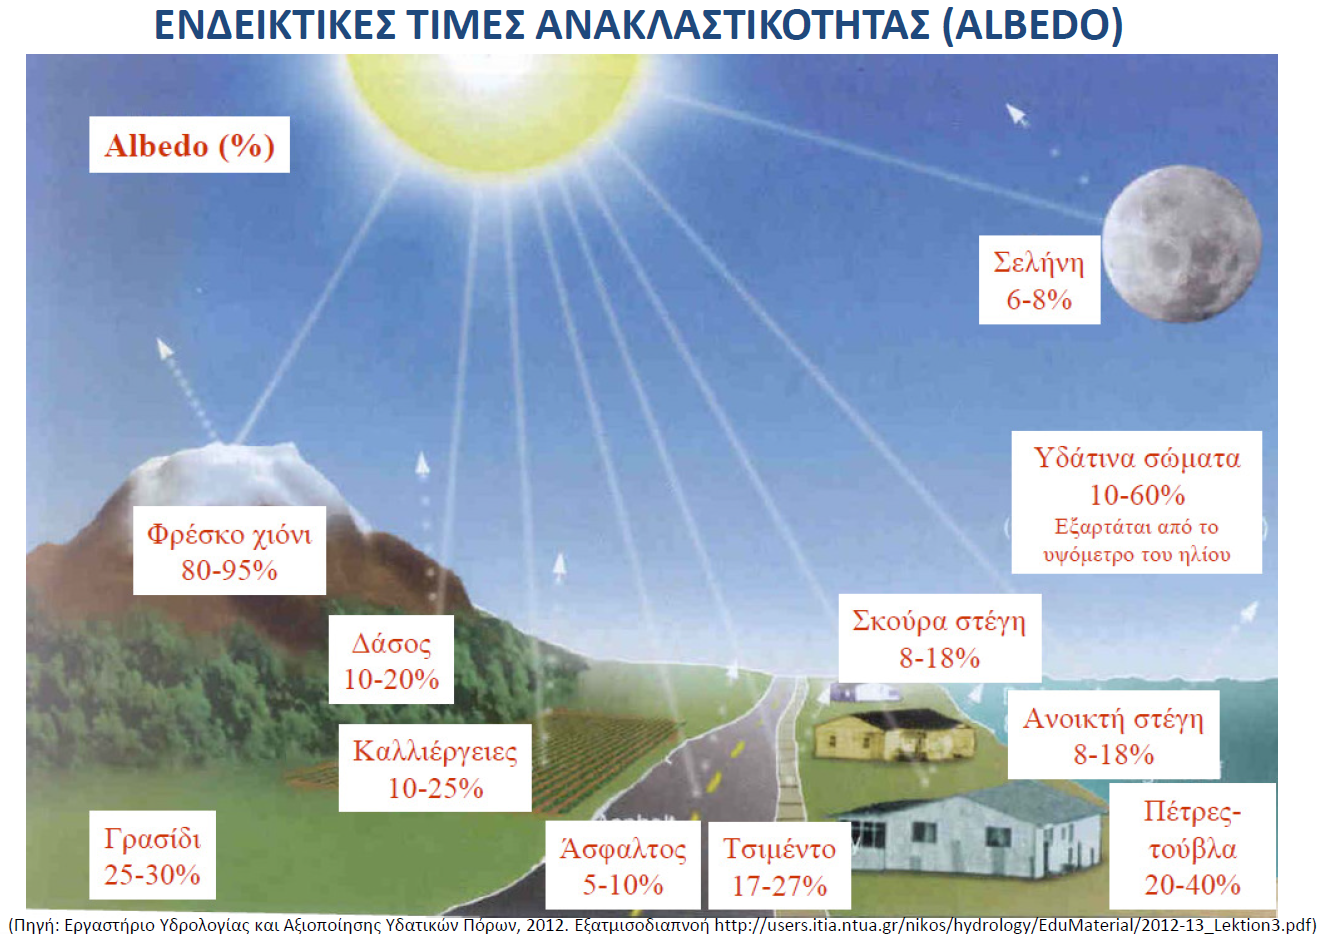 ΕΝΔΕΙΚΤΙΚΕΣ ΤΙΜΕΣ ΑΝΑΚΛΑΣΤΙΚΟΤΗΤΑΣ (ALBEDO)
Albedo (%)
Σελήνη
6-8%
Υδάτινα σώματα
10-60%
Εξαρτάται από το
υψόμετρο του ηλίου
Φρέσκο χιόνι
80-95%
Δάσος
10-20%
Σκούρα στέγη
8-18%
Ανοικτή στέγη
8-18%
Καλλιέργειες
10-25%
Γρασίδι
25-30%
Άσφαλτος
5-10%
Τσιμέντο
17-27%
Πέτρες-
τούβλα
20-40%
(Πηγή: Εργαστήριο Υδρολογίας και Αξιοποίησης Υδατικών Πόρων, 2012. Εξατμισοδιαπνοή http://users.itia.ntua.gr/nikos/hydrology/EduMaterial/2012-13_Lektion3.pdf)